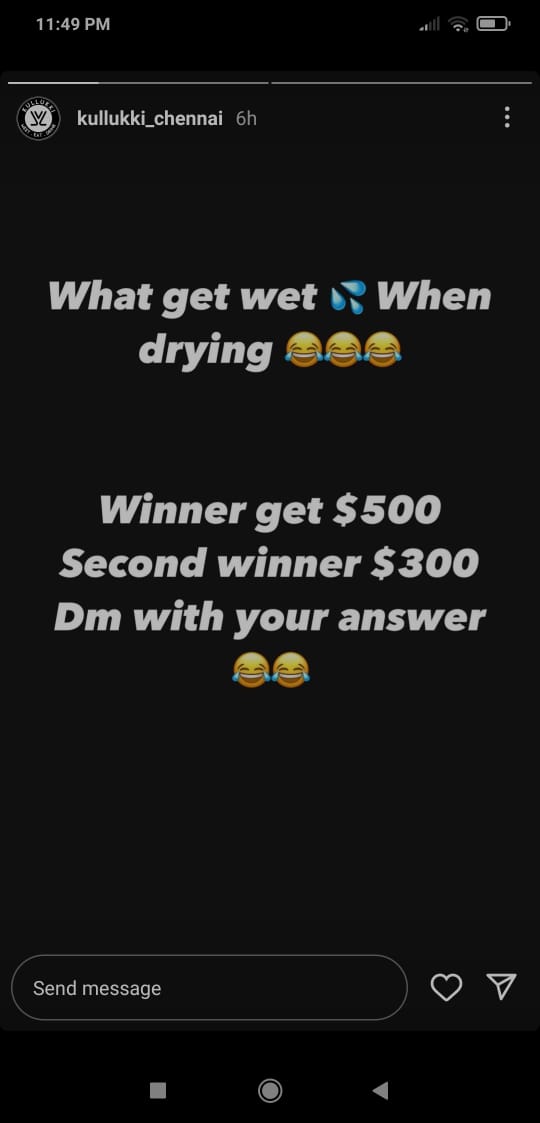 11:49 PM
kullukki_chennai 6h
What get wet 💦 When
drying 😂😂😂
Winner get $500
Second winner $300
Dm with your answer
😂😂
Send message